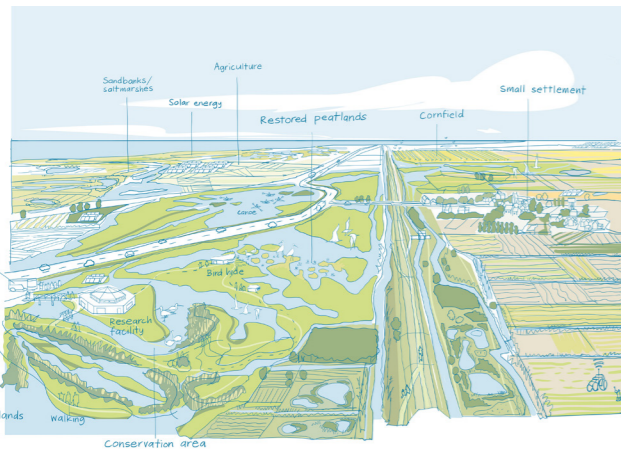 Agriculture
Sandbanks/
saltmarshes
Solar energy
Small settlement
Restored peatlands
Cornfield
canoe
Bird hyde
Research
facility
lands
Walking
Conservation area